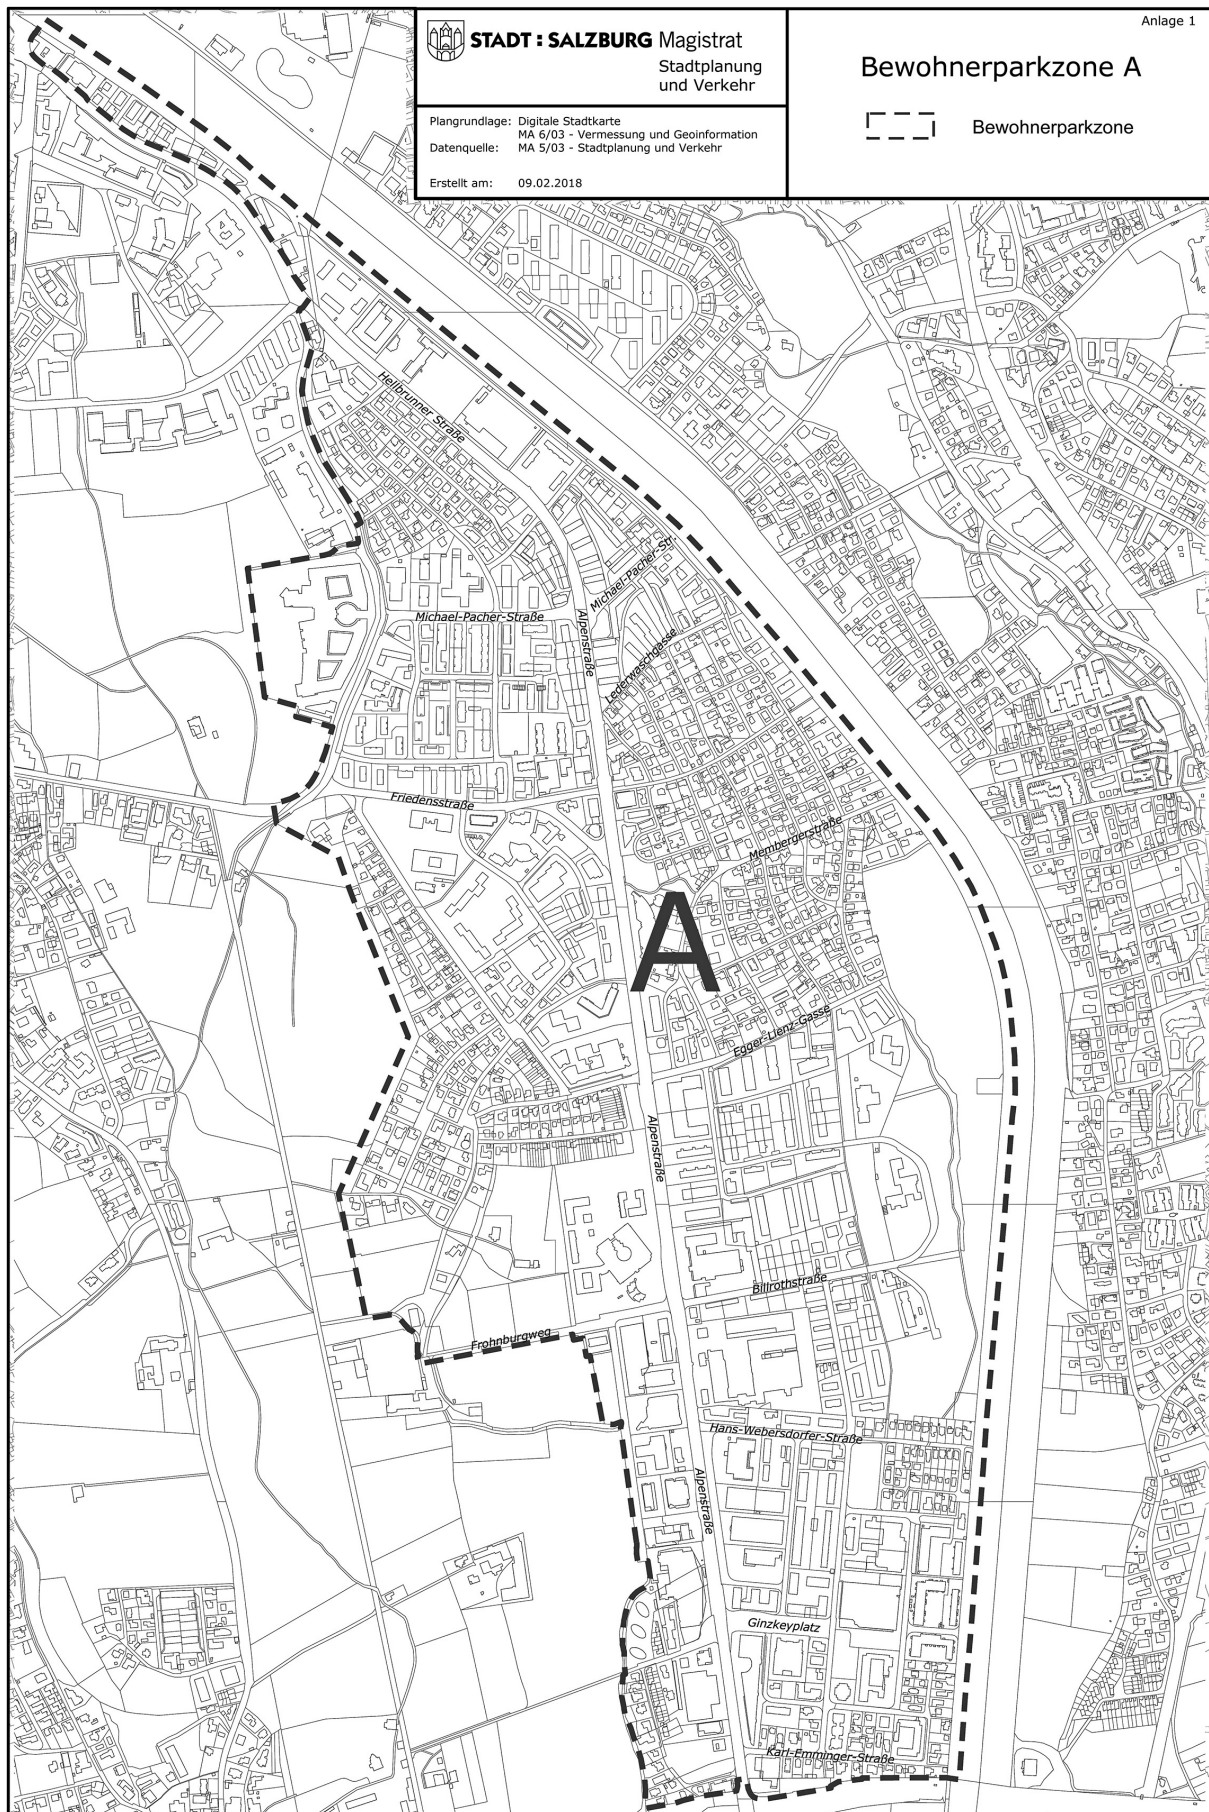 Anlage 1
STADT : SALZBURG Magistrat
Stadtplanung
und Verkehr
Bewohnerparkzone A
Bewohnerparkzone
Plangrundlage: Digitale Stadtkarte
MA 6/03 - Vermessung und Geoinformation
Datenquelle: MA 5/03 - Stadtplanung und Verkehr
Erstellt am: 09.02.2018
Hellbrunner Straße
Michael-Pacher-Str.
Michael-Pacher-Straße
Alpenstraße
Lederwaschgasse
Friedensstraße
Membergerstraße
A
Egger-Lienz-Gasse
Alpenstraße
Billrothstraße
Frohnburgweg
Hans-Webersdorfer-Straße
Alpenstraße
Ginzkeyplatz
Karl-Emminger-Straße